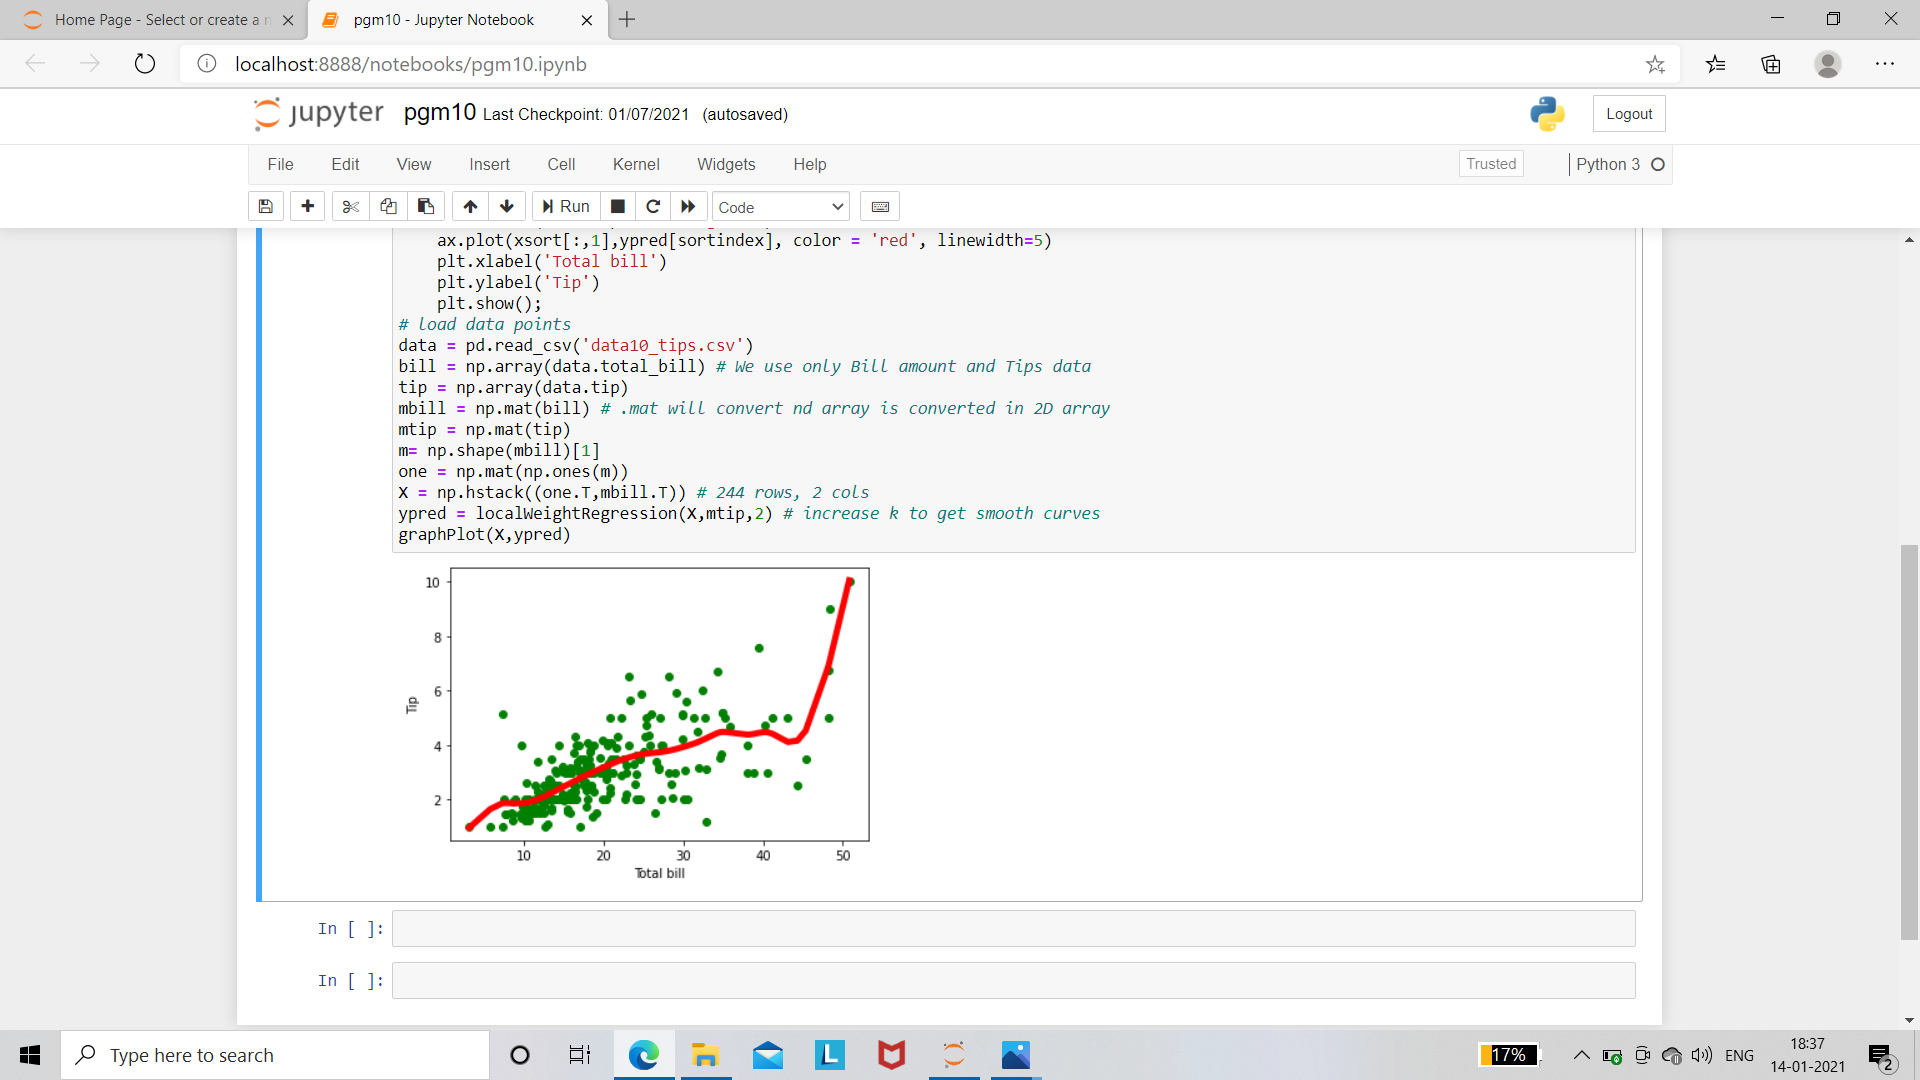 Home Page - Select or create a n
pgm10 - Jupyter Notebook
localhost:8888/notebooks/pgm10.ipynb
jupyter pgm10 Last Checkpoint: 01/07/2021 (autosaved)
Logout
File Edit View Insert Cell Kernel Widgets Help
Trusted
Python 3
Run
Code
ax.plot(xsort[:,1],ypred[sortindex], color = 'red', linewidth=5)
plt.xlabel('Total bill')
plt.ylabel('Tip')
plt.show();
# load data points
data = pd.read_csv('data10_tips.csv')
bill = np.array(data.total_bill) # We use only Bill amount and Tips data
tip = np.array(data.tip)
mbill = np.mat(bill) # .mat will convert nd array is converted in 2D array
mtip = np.mat(tip)
m= np.shape(mbill)[1]
one = np.mat(np.ones(m))
X = np.hstack((one.T,mbill.T)) # 244 rows, 2 cols
ypred = localWeightRegression(X,mtip,2) # increase k to get smooth curves
graphPlot(X,ypred)
10
8
6
4
2
Tip
10 20 30 40 50
Total bill
In [ ]:
In [ ]:
Type here to search
L
17%
ENG
18:37
14-01-2021
2